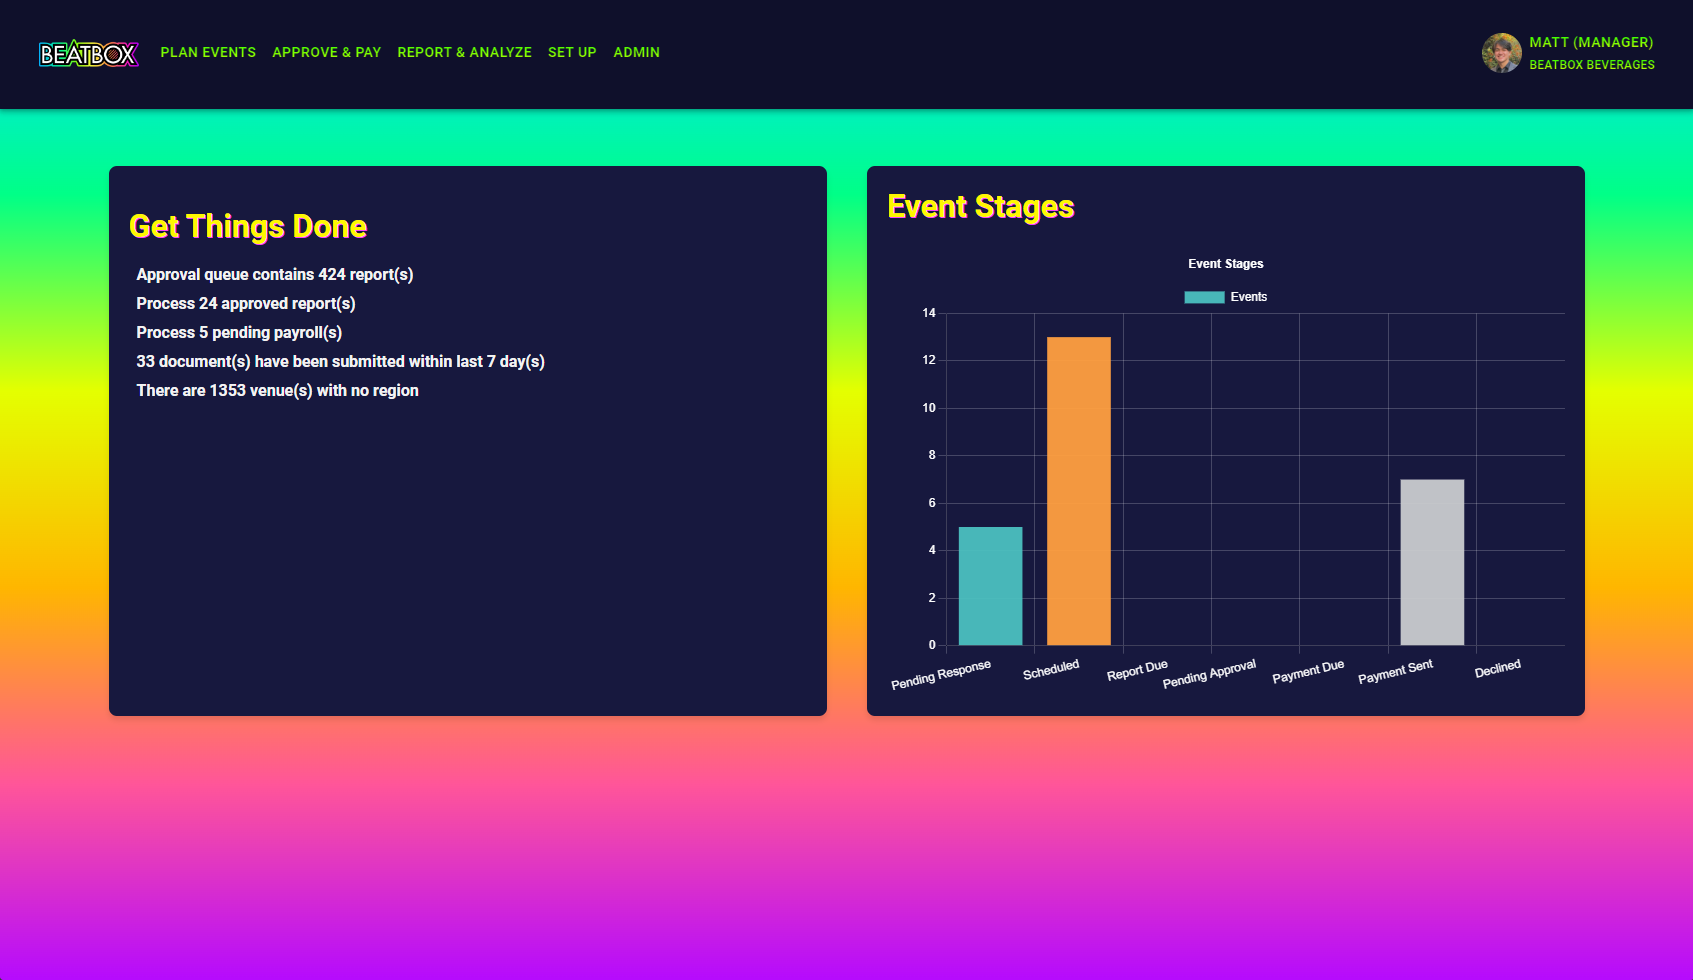 BEATBOX
PLAN EVENTS
APPROVE & PAY
REPORT & ANALYZE
SET UP
ADMIN
MATT (MANAGER)
BEATBOX BEVERAGES
Get Things Done
Approval queue contains 424 report(s)
Process 24 approved report(s)
Process 5 pending payroll(s)
33 document(s) have been submitted within last 7 day(s)
There are 1353 venue(s) with no region
Event Stages
Event Stages
Events
14
12
10
8
6
4
2
0
Pending Response
Scheduled
Report Due
Pending Approval
Payment Due
Payment Sent
Declined